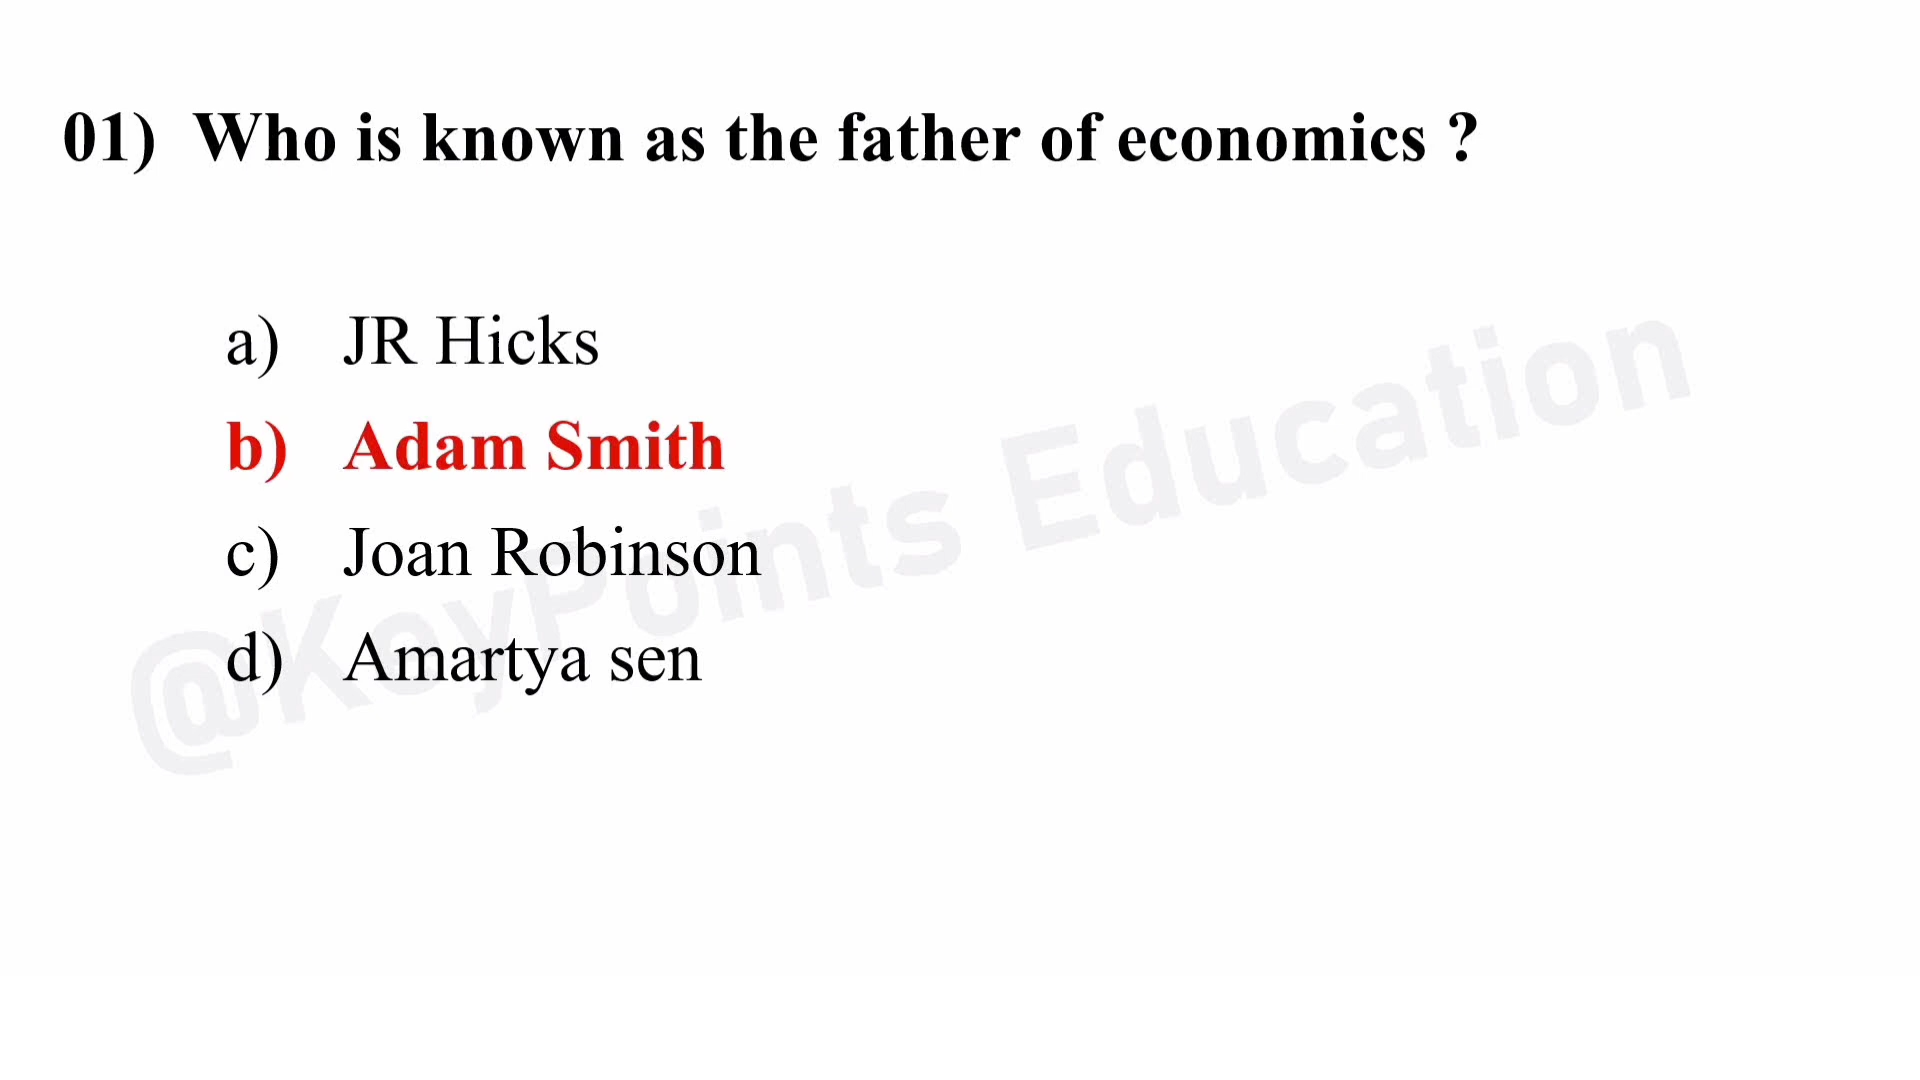 01) Who is known as the father of economics ?
a) JR Hicks
b) Adam Smith
c) Joan Robinson
d) Amartya sen
@KeyPoints Education